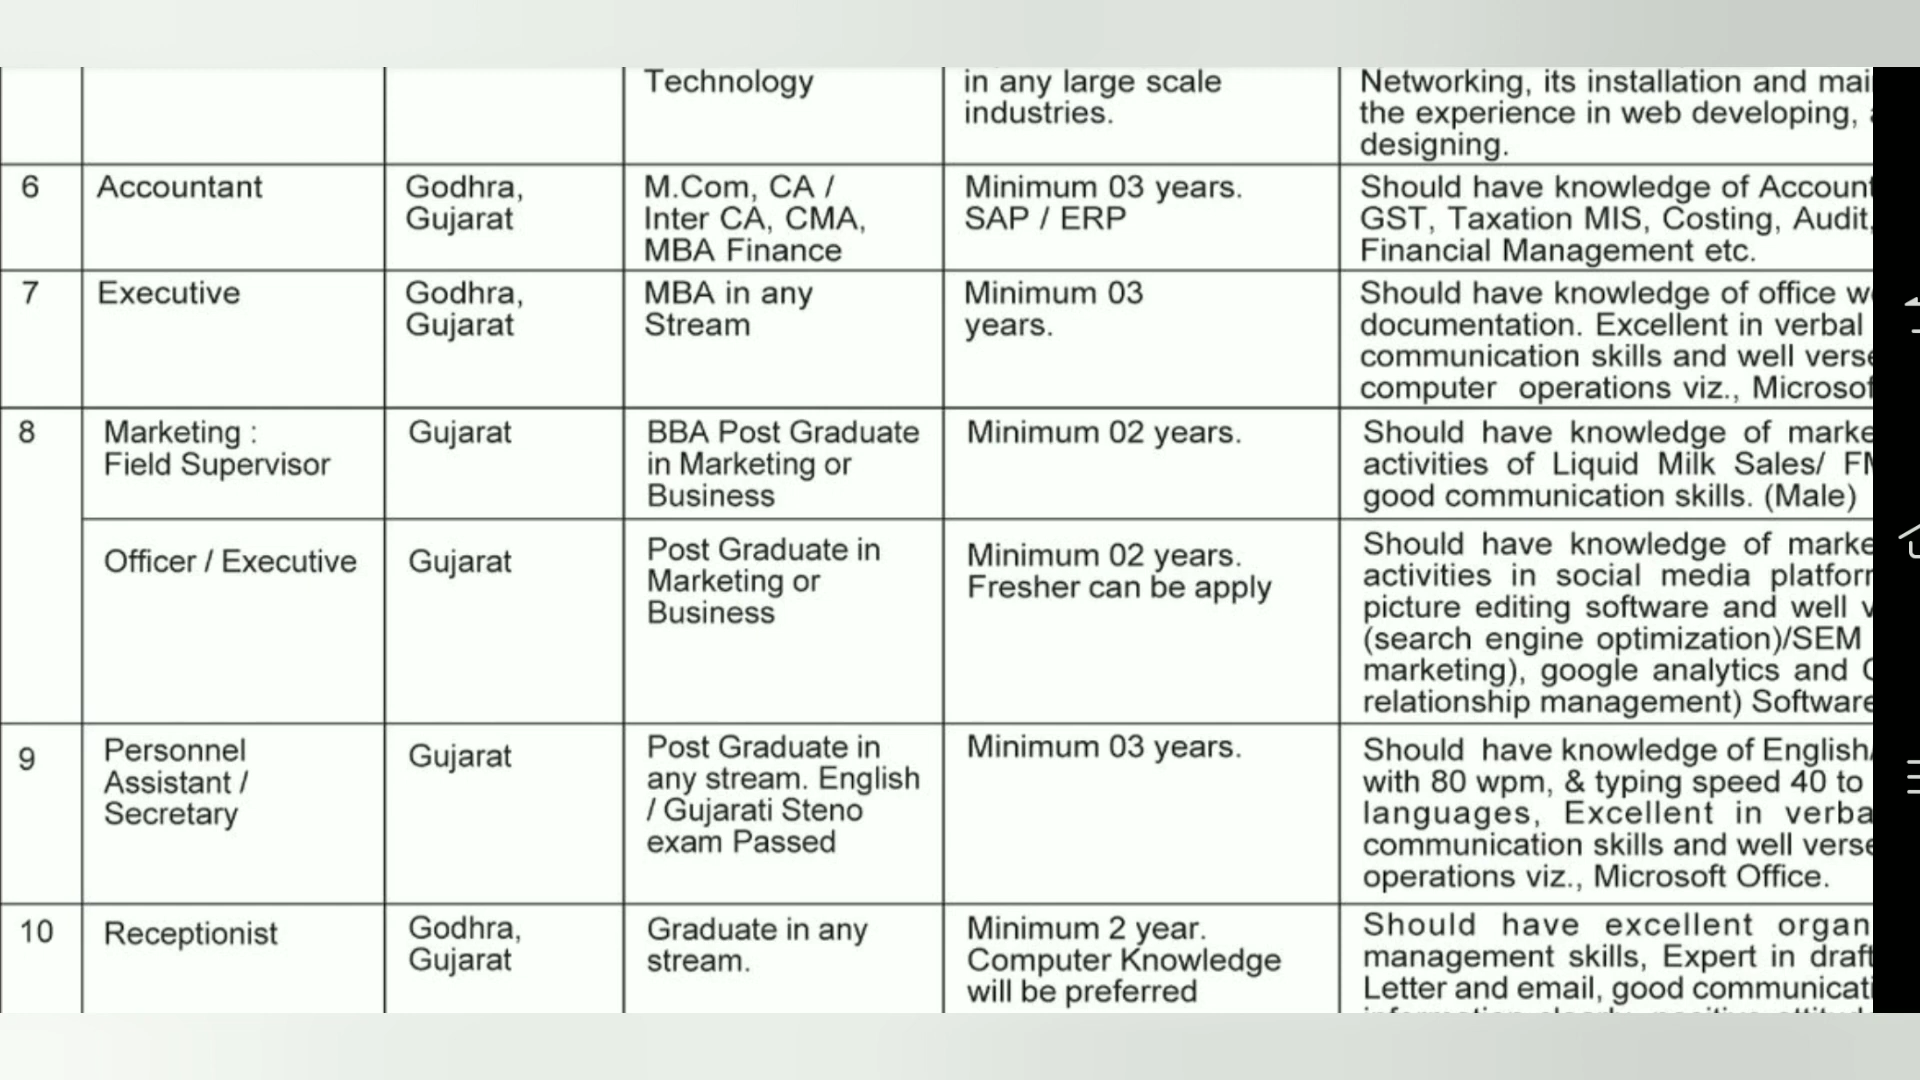 Technology
in any large scale
industries.
Networking, its installation and mai
the experience in web developing,
designing.
6
Accountant
Godhra,
Gujarat
M.Com, CA /
Inter CA, CMA,
MBA Finance
Minimum 03 years.
SAP / ERP
Should have knowledge of Account
GST, Taxation MIS, Costing, Audit,
Financial Management etc.
7
Executive
Godhra,
Gujarat
MBA in any
Stream
Minimum 03
years.
Should have knowledge of office w
documentation. Excellent in verbal
communication skills and well verse
computer operations viz., Microsof
8
Marketing :
Field Supervisor
Gujarat
BBA Post Graduate
in Marketing or
Business
Minimum 02 years.
Should have knowledge of marke
activities of Liquid Milk Sales/ FM
good communication skills. (Male)
Officer / Executive
Gujarat
Post Graduate in
Marketing or
Business
Minimum 02 years.
Fresher can be apply
Should have knowledge of marke
activities in social media platfor
picture editing software and well v
(search engine optimization)/SEM
marketing), google analytics and
relationship management) Software
9
Personnel
Assistant /
Secretary
Gujarat
Post Graduate in
any stream. English
/ Gujarati Steno
exam Passed
Minimum 03 years.
Should have knowledge of English/
with 80 wpm, & typing speed 40 to
languages, Excellent in verba
communication skills and well verse
operations viz., Microsoft Office.
10
Receptionist
Godhra,
Gujarat
Graduate in any
stream.
Minimum 2 year.
Computer Knowledge
will be preferred
Should have excellent organ
management skills, Expert in draft
Letter and email, good communicati